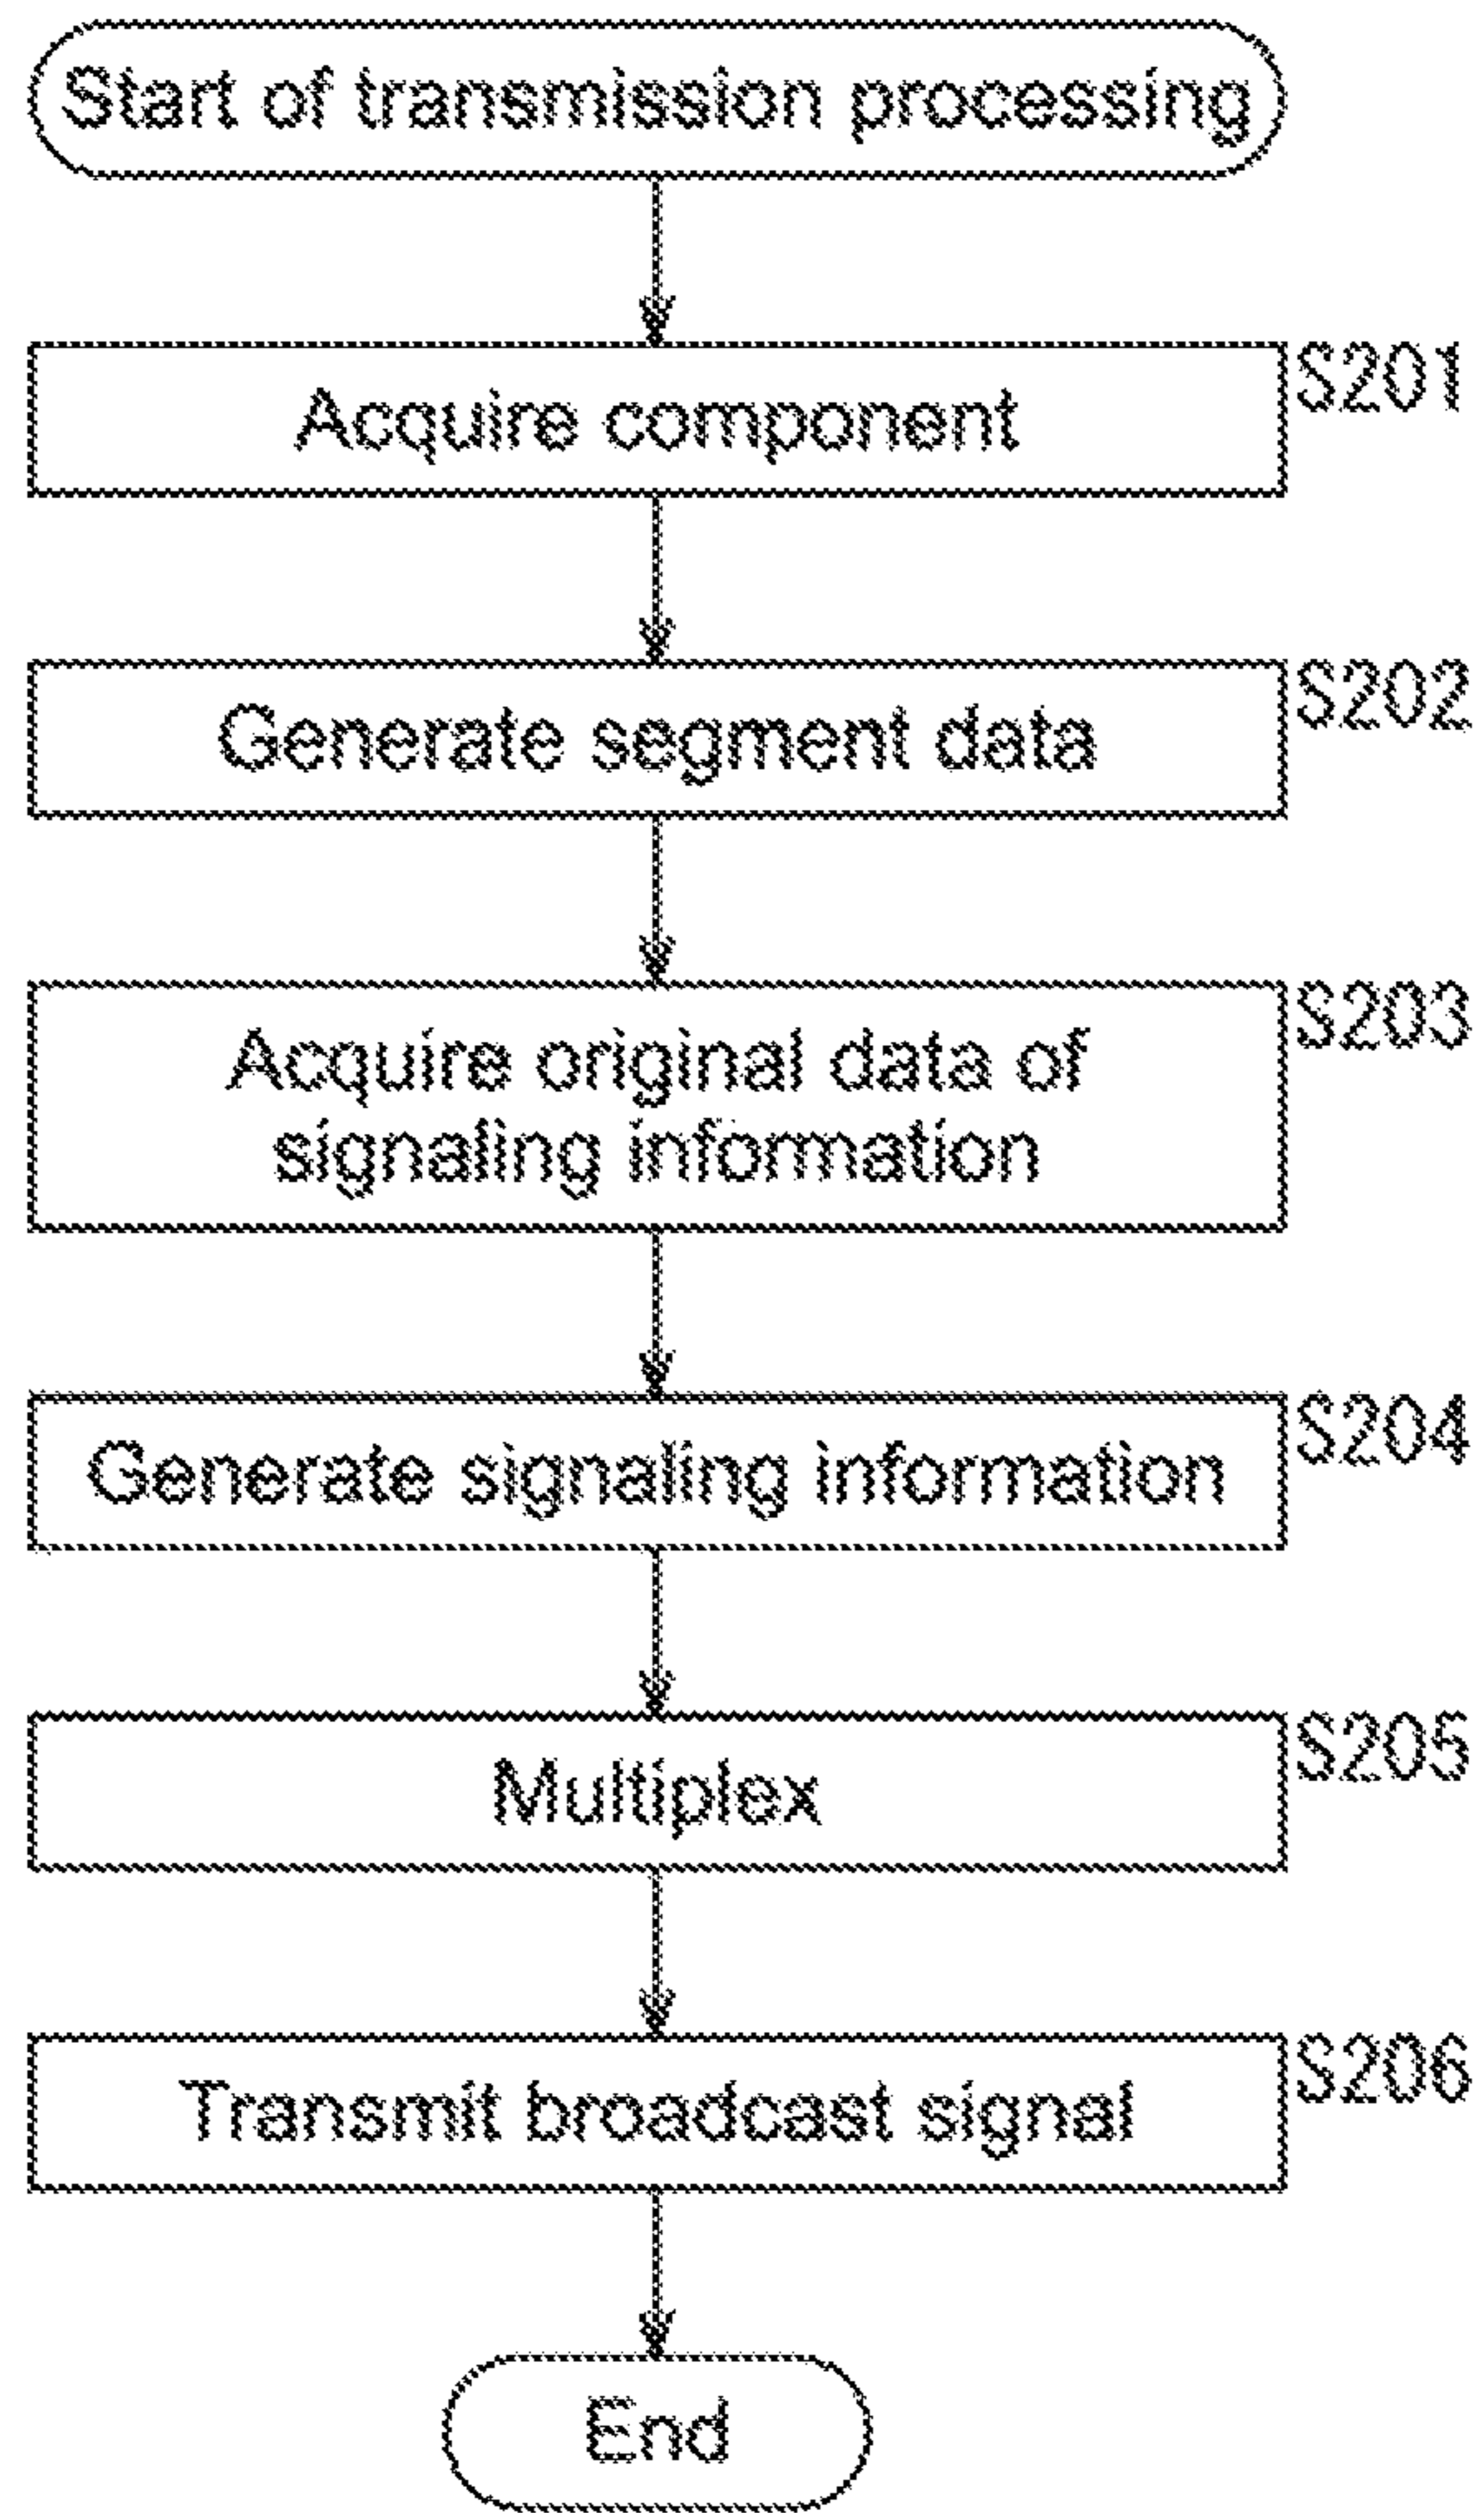 Start of transmission processing
Acquire component
S201
Generate segment data
S202
Acquire original data of
signaling information
S203
Generate signaling information
S204
Multiplex
S205
Transmit broadcast signal
S206
End